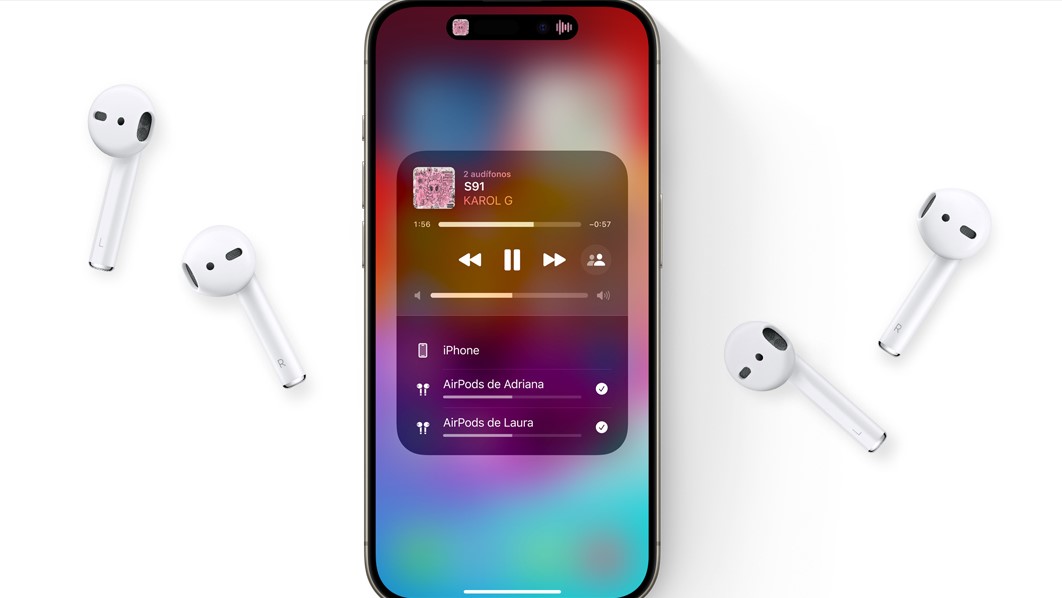 2 audífonos
S91
KAROL G
1:56
−0:57
iPhone
AirPods de Adriana
AirPods de Laura
L
R
R
L